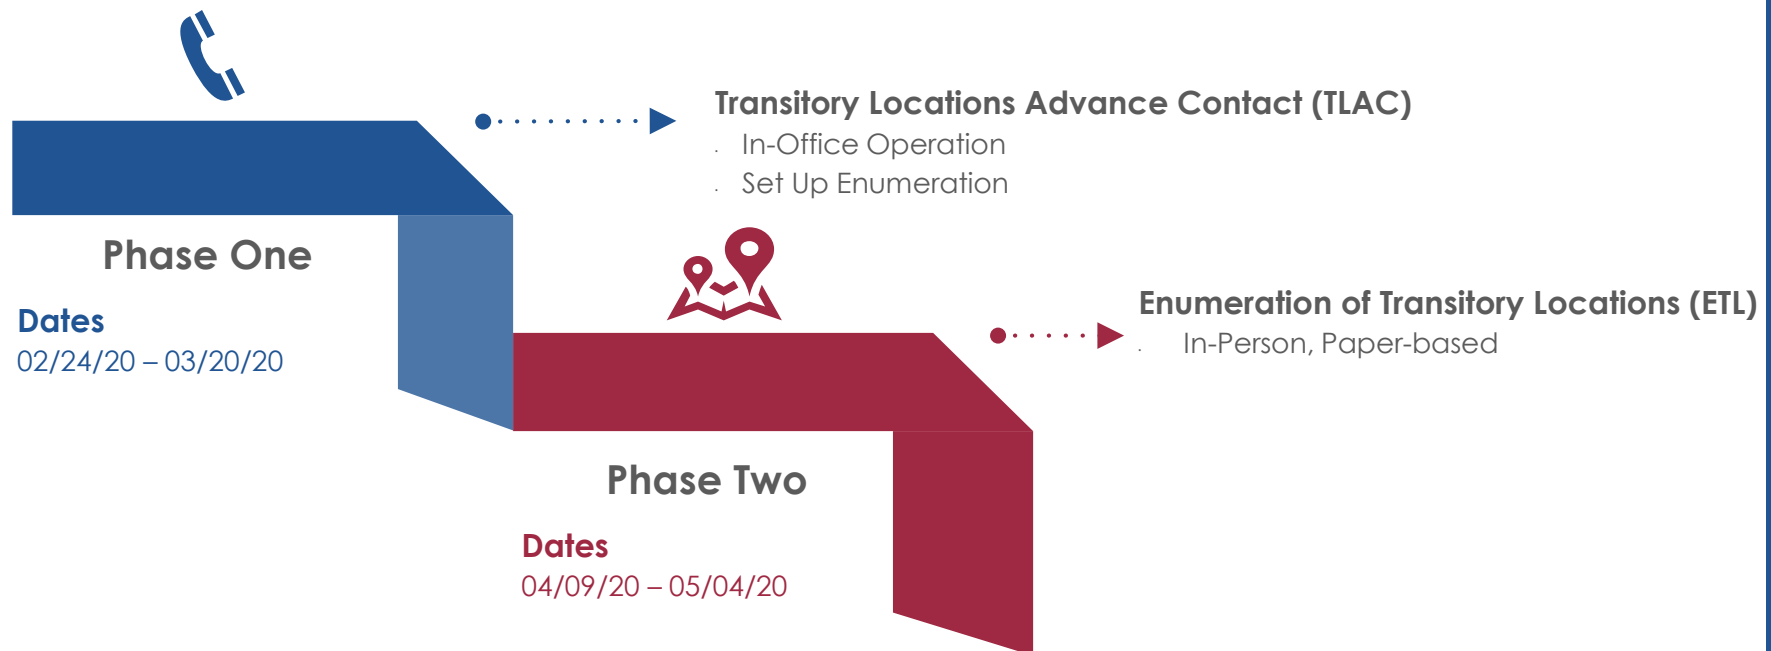 Transitory Locations Advance Contact (TLAC)
· In-Office Operation
· Set Up Enumeration
Phase One
Dates
02/24/20 – 03/20/20
Enumeration of Transitory Locations (ETL)
· In-Person, Paper-based
Phase Two
Dates
04/09/20 – 05/04/20